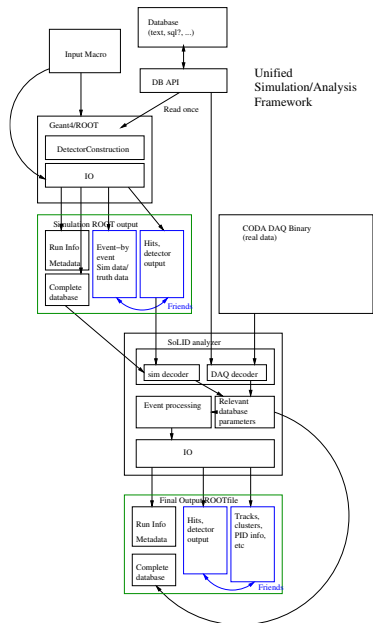 Database
(text, sql?, ...)
Input Macro
DB API
Unified
Simulation/Analysis
Framework
Read once
Geant4/ROOT
DetectorConstruction
IO
Simulation ROOT output
Run Info
Metadata
Complete
database
Event-by
event
Sim data/
truth data
Hits,
detector
output
Friends
CODA DAQ Binary
(real data)
SoLID analyzer
sim decoder
DAQ decoder
Event processing
Relevant
database
parameters
IO
Final Output ROOTfile
Run Info
Metadata
Complete
database
Hits,
detector
output
Tracks,
clusters,
PID info,
etc
Friends